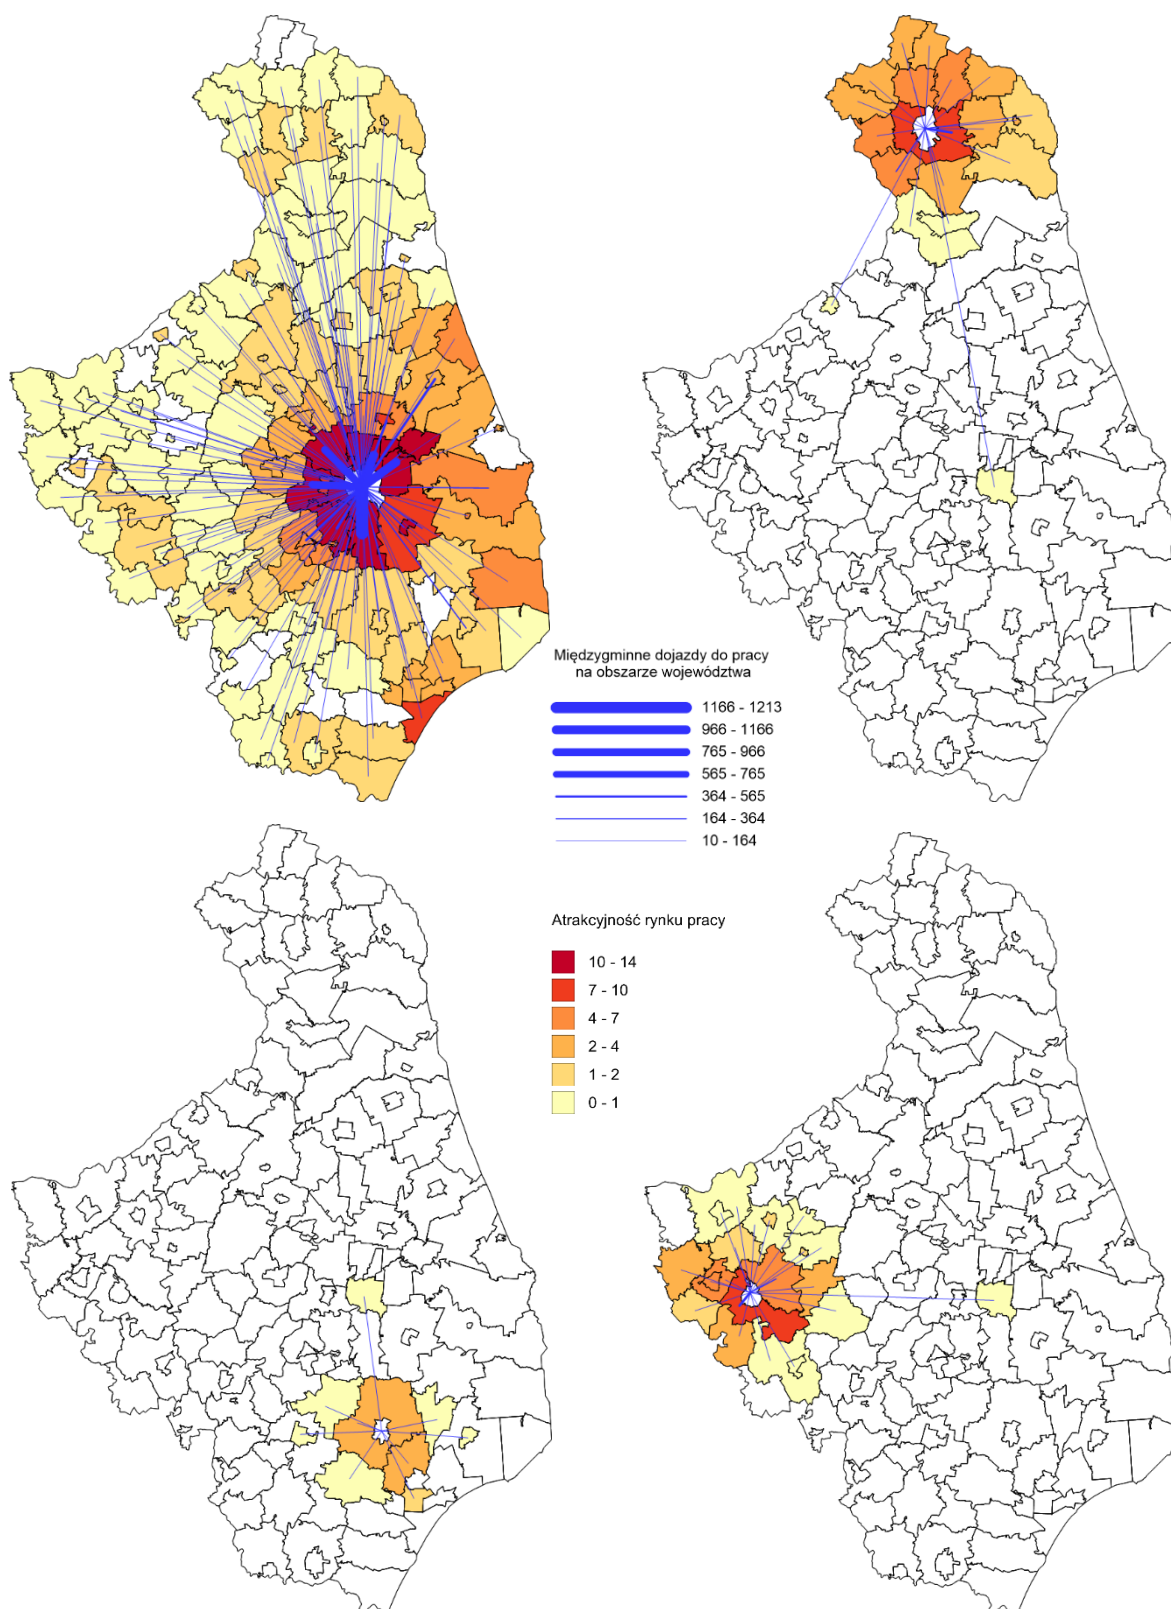 Międzygminne dojazdy do pracy
na obszarze województwa
1166 - 1213
966 - 1166
765 - 966
565 - 765
364 - 565
164 - 364
10 - 164
Atrakcyjność rynku pracy
10 - 14
7 - 10
4 - 7
2 - 4
1 - 2
0 - 1